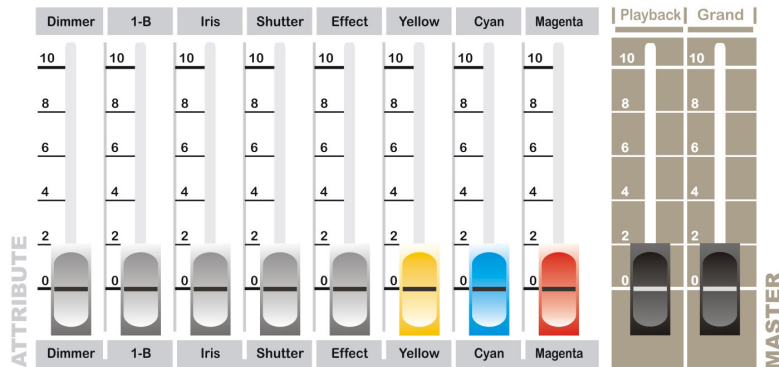 Dimmer 1-B Iris Shutter Effect Yellow Cyan Magenta Playback Grand
10 10 10 10 10 10 10 10 10 10
8 8 8 8 8 8 8 8 8 8
6 6 6 6 6 6 6 6 6 6
4 4 4 4 4 4 4 4 4 4
2 2 2 2 2 2 2 2 2 2
0 0 0 0 0 0 0 0 0 0
Dimmer 1-B Iris Shutter Effect Yellow Cyan Magenta
ATTRIBUTE
MASTER